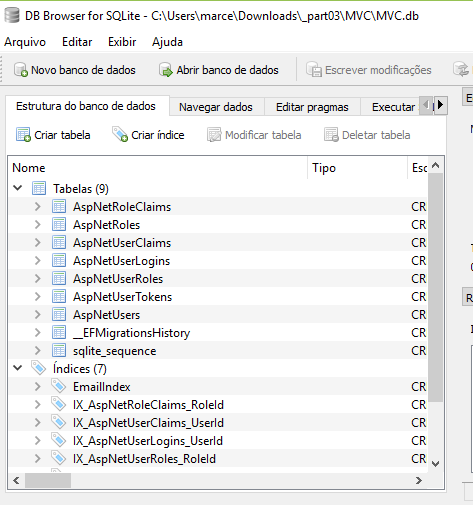 DB Browser for SQLite - C:\Users\marce\Downloads\_part03\MVC\MVC.db
Arquivo Editar Exibir Ajuda
Novo banco de dados Abrir banco de dados Escrever modificações
Estrutura do banco de dados Navegar dados Editar pragmas Executar
Criar tabela Criar índice Modificar tabela Deletar tabela
Nome Tipo Esc
Tabelas (9)
AspNetRoleClaims CR
AspNetRoles CR
AspNetUserClaims CR
AspNetUserLogins CR
AspNetUserRoles CR
AspNetUserTokens CR
AspNetUsers CR
__EFMigrationsHistory CR
sqlite_sequence CR
Índices (7)
EmailIndex CR
IX_AspNetRoleClaims_RoleId CR
IX_AspNetUserClaims_UserId CR
IX_AspNetUserLogins_UserId CR
IX_AspNetUserRoles_RoleId CR